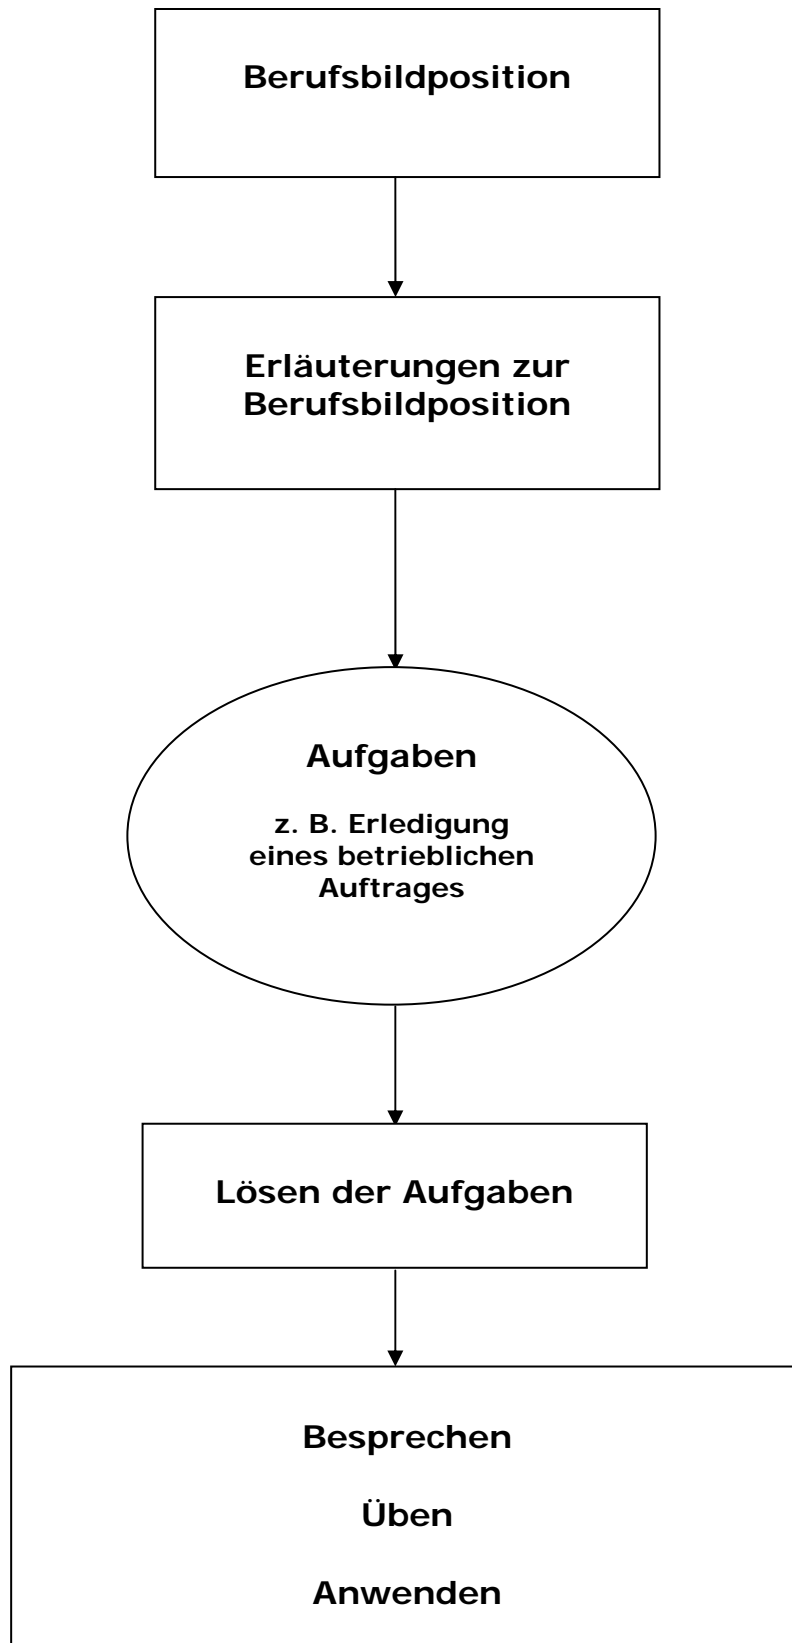 Berufsbildposition
Erläuterungen zur
Berufsbildposition
Aufgaben
z. B. Erledigung
eines betrieblichen
Auftrages
Lösen der Aufgaben
Besprechen
Üben
Anwenden